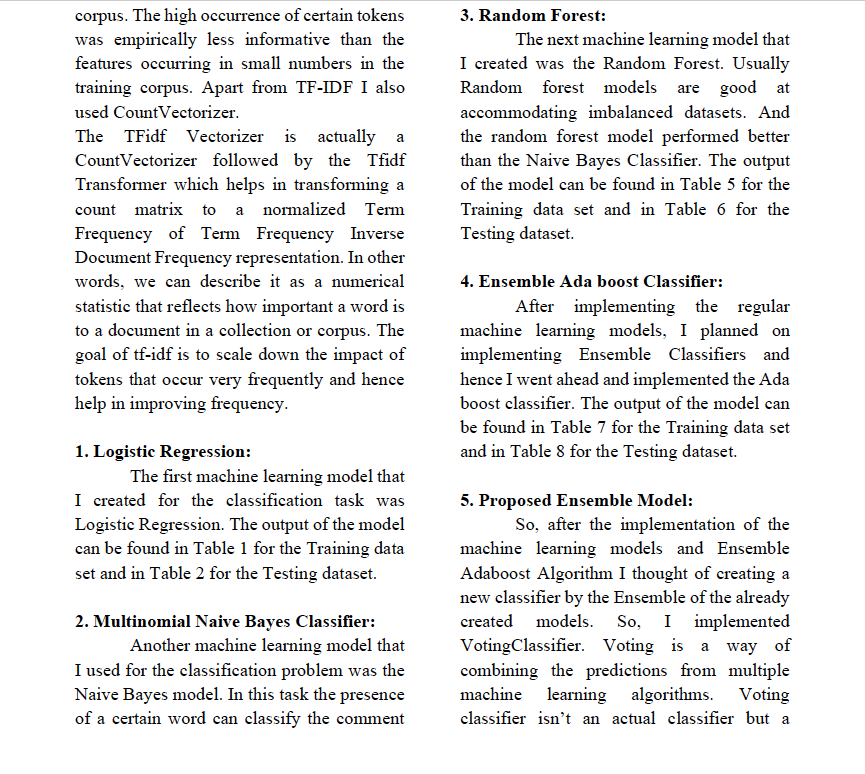 corpus. The high occurrence of certain tokens
was empirically less informative than the
features occurring in small numbers in the
training corpus. Apart from TF-IDF I also
used CountVectorizer.
The TFidf Vectorizer is actually a
CountVectorizer followed by the Tfidf
Transformer which helps in transforming a
count matrix to a normalized Term
Frequency of Term Frequency Inverse
Document Frequency representation. In other
words, we can describe it as a numerical
statistic that reflects how important a word is
to a document in a collection or corpus. The
goal of tf-idf is to scale down the impact of
tokens that occur very frequently and hence
help in improving frequency.
1. Logistic Regression:
The first machine learning model that
I created for the classification task was
Logistic Regression. The output of the model
can be found in Table 1 for the Training data
set and in Table 2 for the Testing dataset.
2. Multinomial Naive Bayes Classifier:
Another machine learning model that
I used for the classification problem was the
Naive Bayes model. In this task the presence
of a certain word can classify the comment
3. Random Forest:
The next machine learning model that
I created was the Random Forest. Usually
Random forest models are good at
accommodating imbalanced datasets. And
the random forest model performed better
than the Naive Bayes Classifier. The output
of the model can be found in Table 5 for the
Training data set and in Table 6 for the
Testing dataset.
4. Ensemble Ada boost Classifier:
After implementing the regular
machine learning models, I planned on
implementing Ensemble Classifiers and
hence I went ahead and implemented the Ada
boost classifier. The output of the model can
be found in Table 7 for the Training data set
and in Table 8 for the Testing dataset.
5. Proposed Ensemble Model:
So, after the implementation of the
machine learning models and Ensemble
Adaboost Algorithm I thought of creating a
new classifier by the Ensemble of the already
created models. So, I implemented
VotingClassifier. Voting is a way of
combining the predictions from multiple
machine learning algorithms. Voting
classifier isn't an actual classifier but a